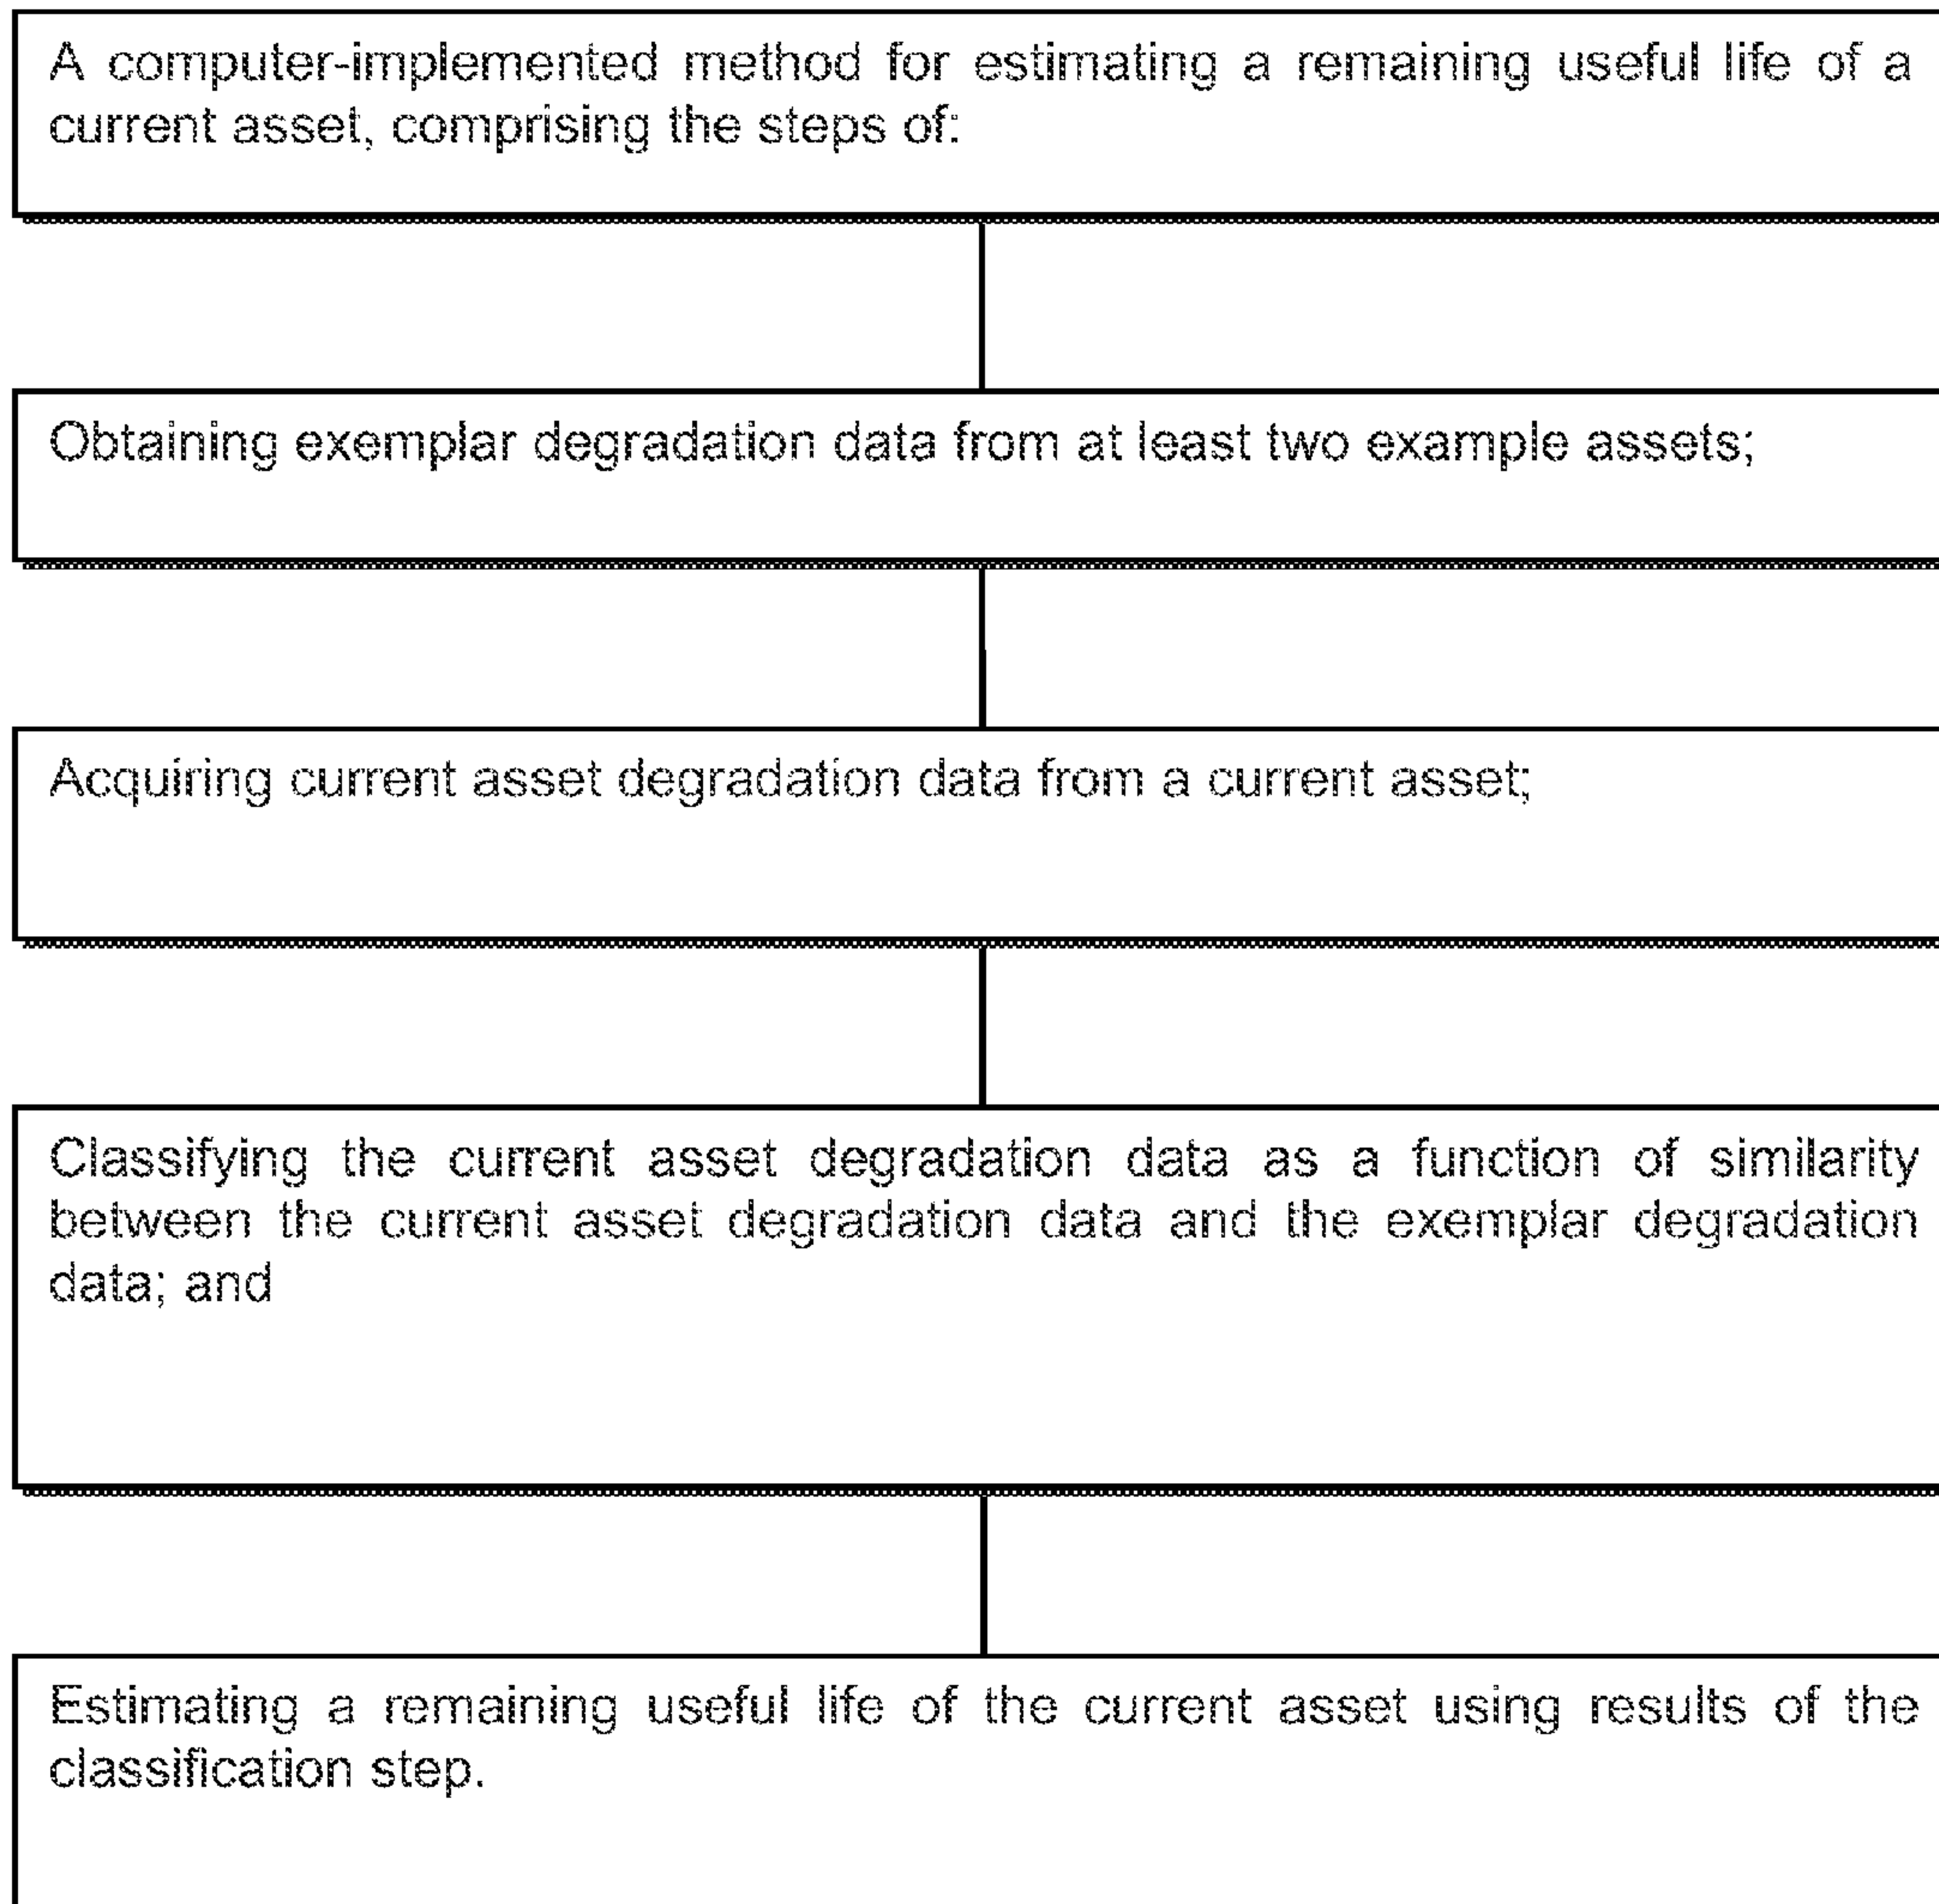 A computer-implemented method for estimating a remaining useful life of a
current asset, comprising the steps of:
Obtaining exemplar degradation data from at least two example assets;
Acquiring current asset degradation data from a current asset;
Classifying the current asset degradation data as a function of similarity
between the current asset degradation data and the exemplar degradation
data; and
Estimating a remaining useful life of the current asset using results of the
classification step.